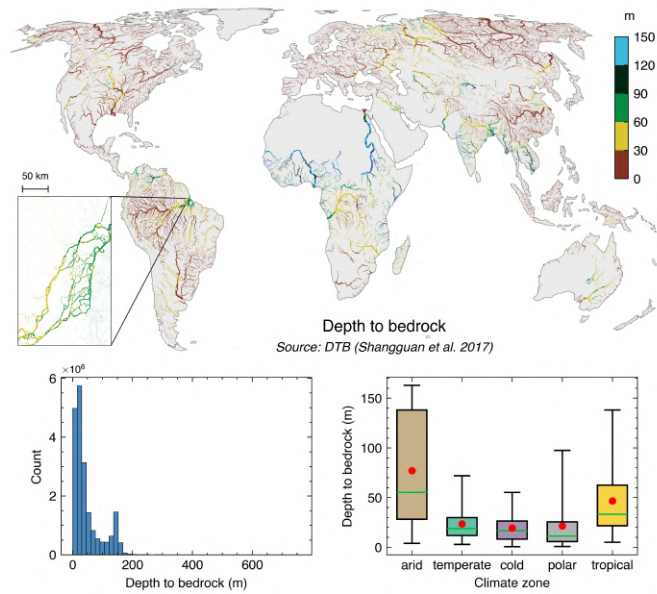 m
150
120
90
60
30
0
50 km
Depth to bedrock
Source: DTB (Shangguan et al. 2017)
×10⁶
6
4
2
0
Count
0 200 400 600
Depth to bedrock (m)
150
100
50
0
Depth to bedrock (m)
arid temperate cold polar tropical
Climate zone